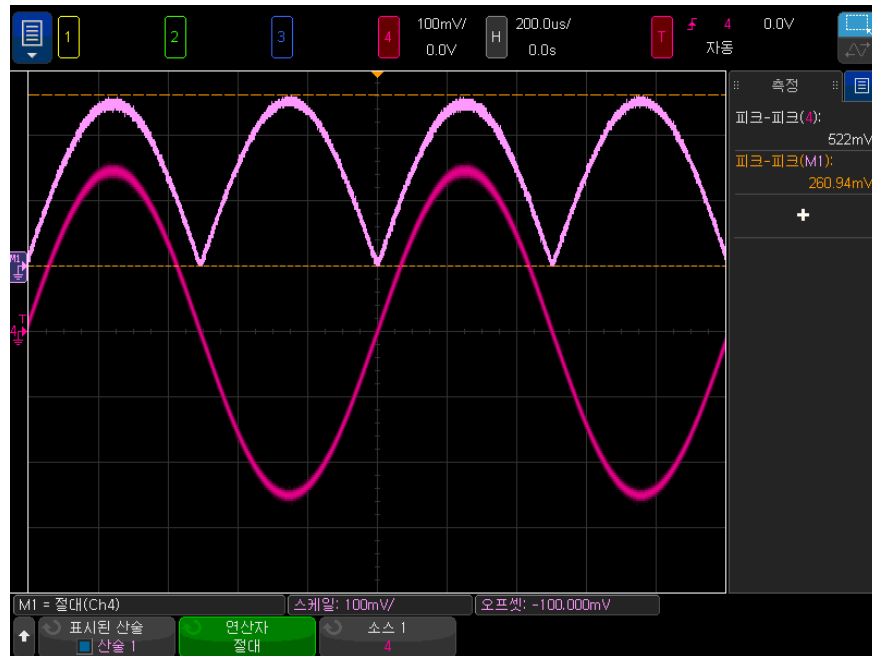 1 2 3 4 100mV/ 0.0V H 200.0us/ 0.0s T 4 0.0V 자동
측정
피크-피크(4):
522mV
피크-피크(M1):
260.94mV
+
M1
T
4
M1 = 절대(Ch4) 스케일: 100mV/ 오프셋: -100.000mV
표시된 산술 연산자 소스 1
산술 1 절대 4